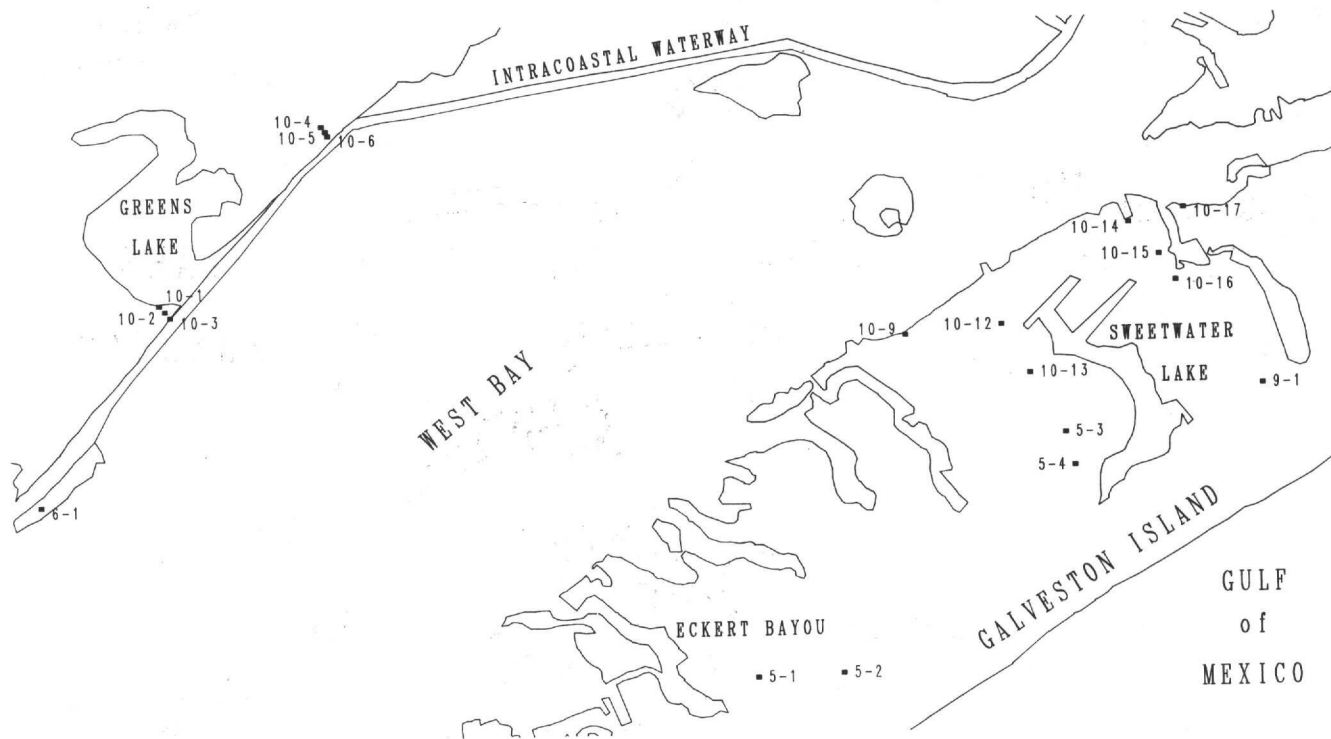 INTRACOASTAL WATERWAY
10-4
10-5
10-6
GREENS
LAKE
10-1
10-2
10-3
6-1
WEST BAY
10-17
10-14
10-15
10-16
10-9
10-12
SWEETWATER
LAKE
10-13
9-1
5-3
5-4
GALVESTON ISLAND
GULF
of
MEXICO
ECKERT BAYOU
5-1
5-2